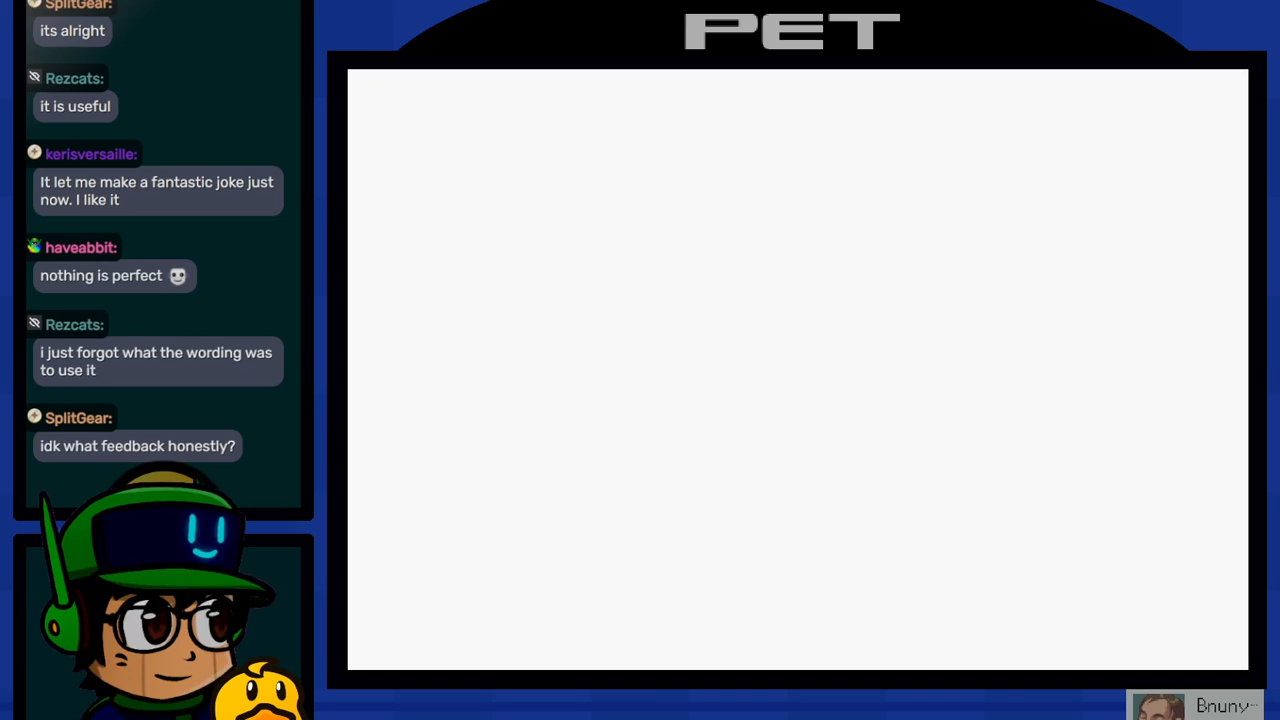 SplitGear:
its alright
PET
Rezcats:
it is useful
kerisversaille:
It let me make a fantastic joke just
now. I like it
haveabbit:
nothing is perfect
Rezcats:
i just forgot what the wording was
to use it
SplitGear:
idk what feedback honestly?
Bnuny…